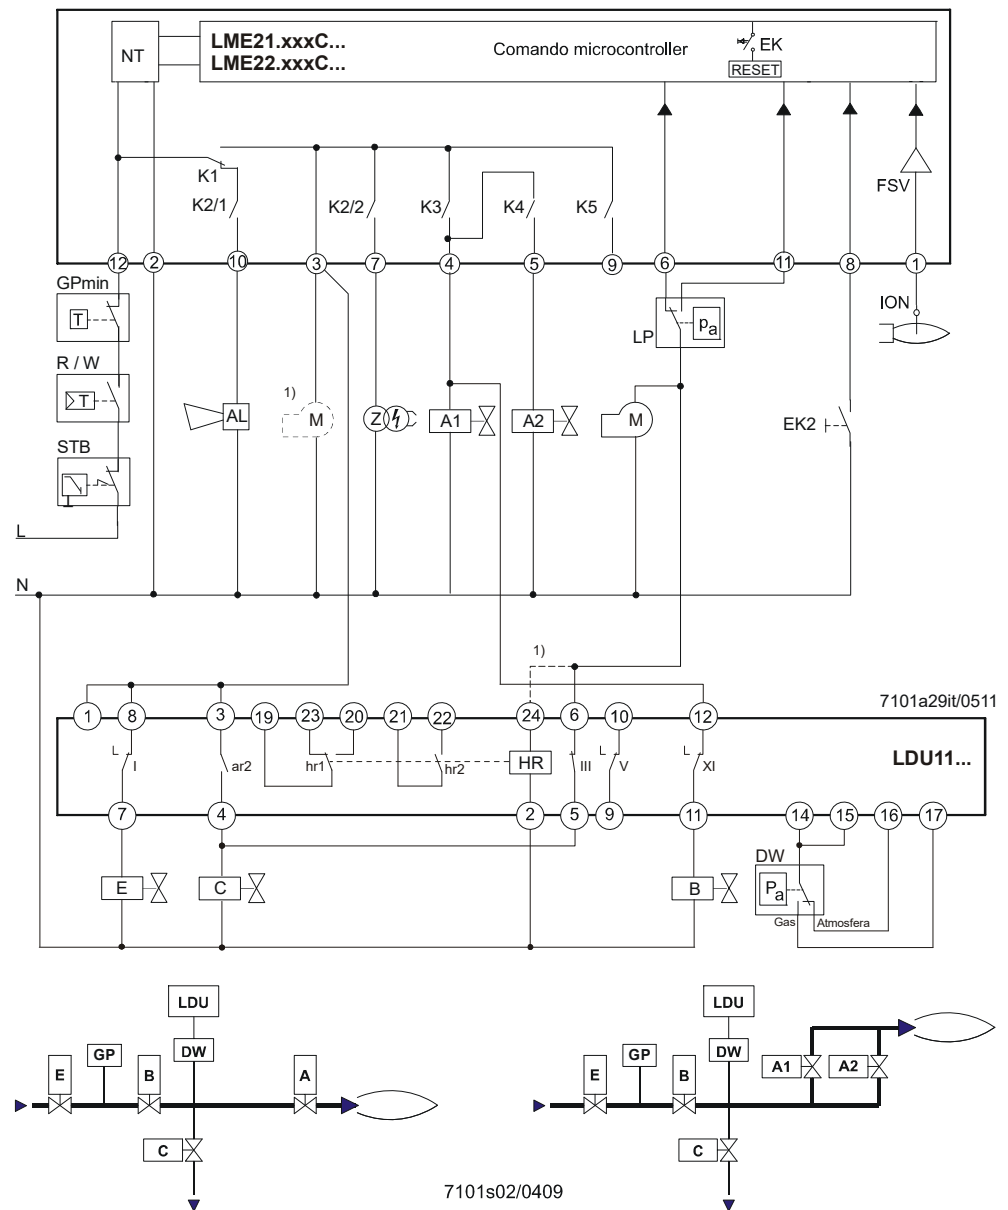 NT
LME21.xxxC...
LME22.xxxC...
Comando microcontroller
EK
RESET
K1
K2/1
K2/2
K3
K4
K5
FSV
12
2
10
3
7
4
5
9
6
11
8
1
GPmin
T
R / W
T
STB
L
N
AL
1)
M
Z
A1
A2
M
LP
pa
ION
EK2
1)
7101a29it/0511
1
8
3
19
23
20
21
22
24
6
10
12
L
I
ar2
hr1
hr2
HR
III
L
V
L
XI
LDU11...
7
4
2
5
9
11
14
15
16
17
E
C
B
DW
Pa
Gas
Atmosfera
LDU
DW
GP
E
B
A
C
LDU
DW
GP
E
B
A1
A2
C
7101s02/0409